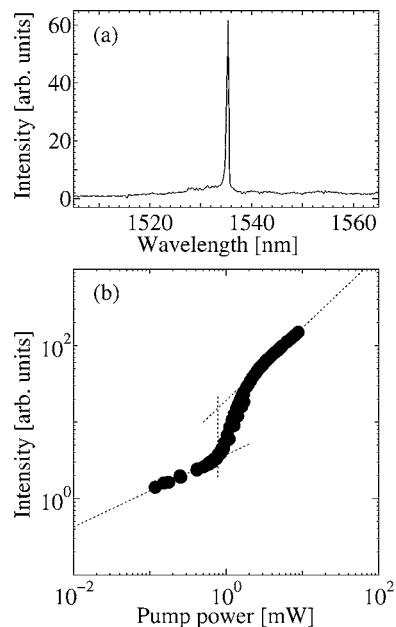 (a)
Intensity [arb. units]
60
40
20
0
1520 1540 1560
Wavelength [nm]
(b)
Intensity [arb. units]
10²
10⁰
10⁻² 10⁰ 10²
Pump power [mW]